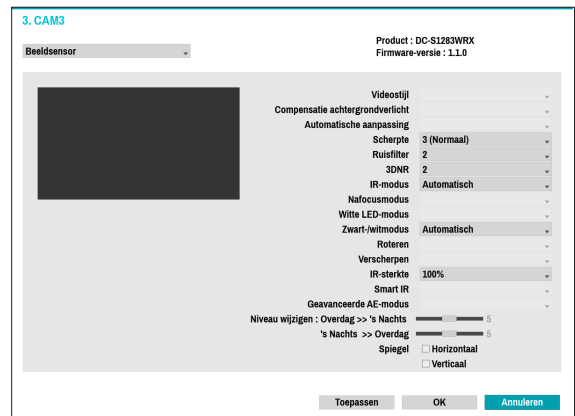 3. CAM3
Beeldsensor
Product : DC-S1283WRX
Firmware-versie : 1.1.0
Videostijl
Compensatie achtergrondverlicht
Automatische aanpassing
Scherpte 3 (Normaal)
Ruisfilter 2
3DNR 2
IR-modus Automatisch
Nafocusmodus
Witte LED-modus
Zwart-/witmodus Automatisch
Roteren
Verscherpen
IR-sterkte 100%
Smart IR
Geavanceerde AE-modus
Niveau wijzigen : Overdag >> 's Nachts 5
's Nachts >> Overdag 5
Spiegel Horizontaal
Verticaal
Toepassen OK Annuleren